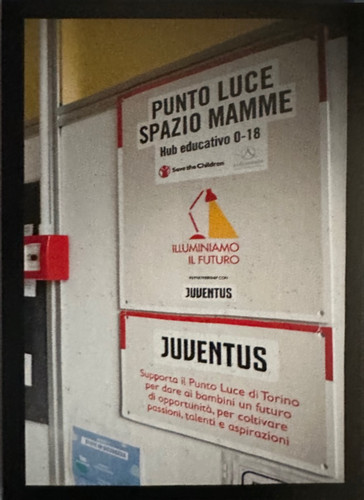 PUNTO LUCE
SPAZIO MAMME
Hub educativo 0-18
Save the Children
ILLUMINIAMO
IL FUTURO
JUVENTUS
JUVENTUS
Supporta il Punto Luce di Torino
per dare ai bambini un futuro
di opportunità, per coltivare
passioni, talenti e aspirazioni